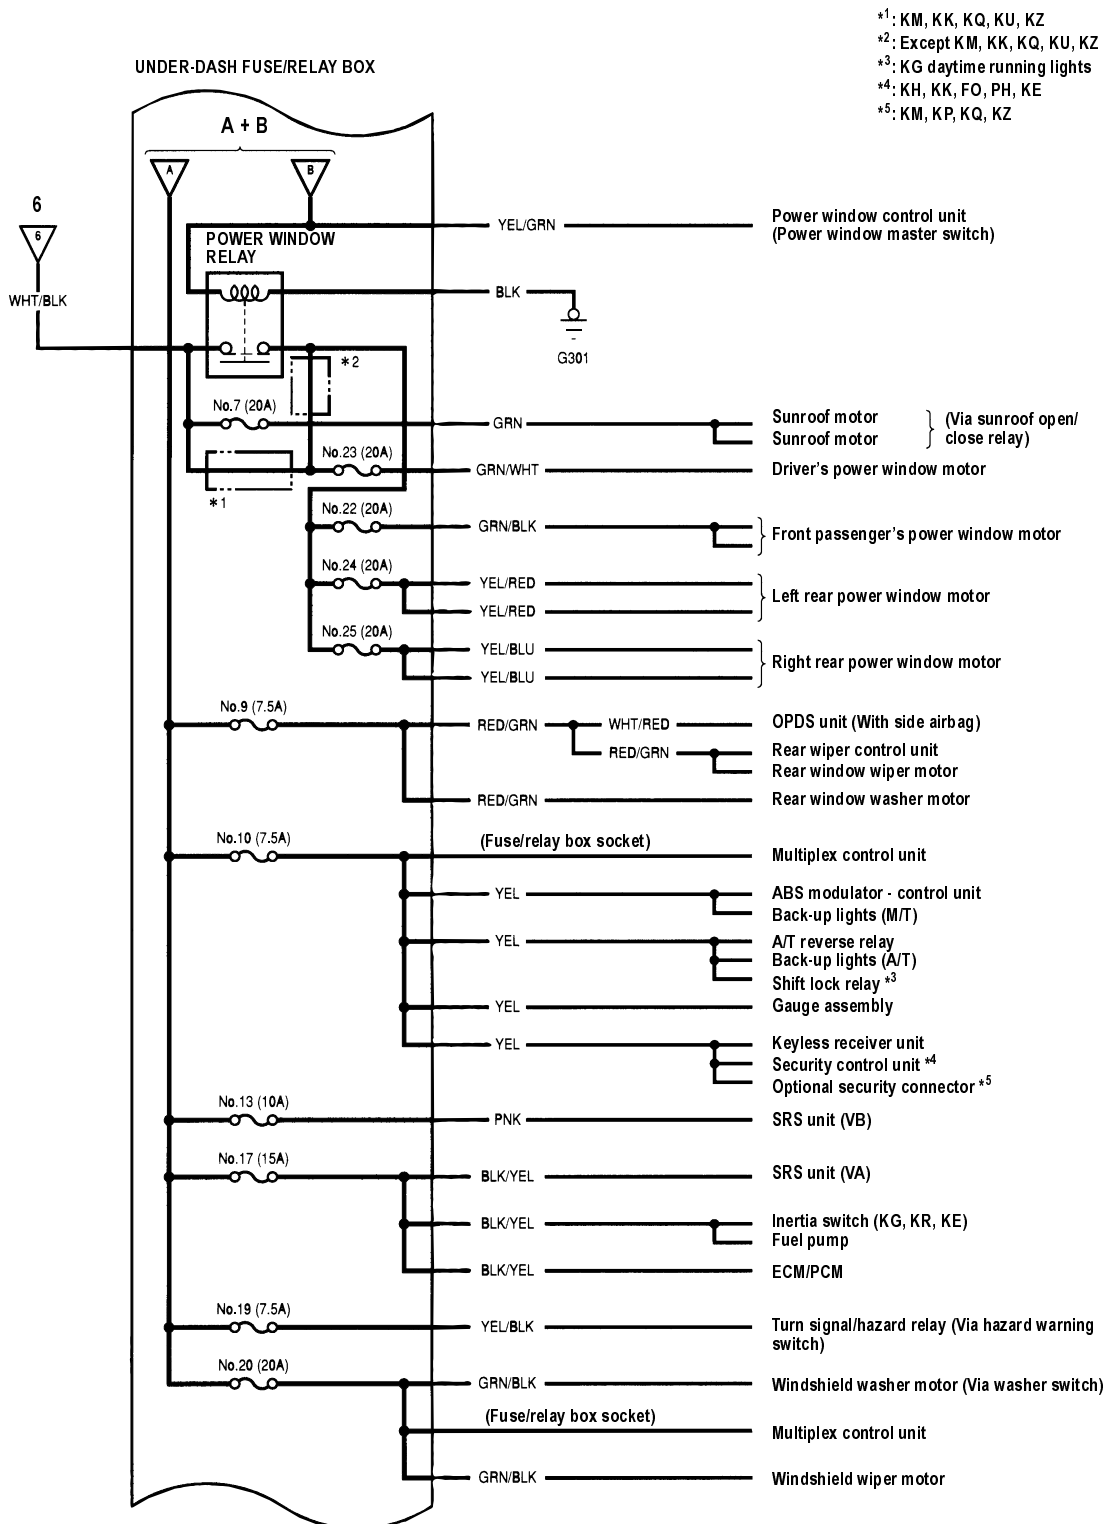 *1: KM, KK, KQ, KU, KZ
*2: Except KM, KK, KQ, KU, KZ
*3: KG daytime running lights
*4: KH, KK, FO, PH, KE
*5: KM, KP, KQ, KZ
UNDER-DASH FUSE/RELAY BOX
A + B
A
B
6
6
WHT/BLK
POWER WINDOW
RELAY
YEL/GRN
Power window control unit
(Power window master switch)
BLK
G301
*2
No.7 (20A)
GRN
Sunroof motor
Sunroof motor
(Via sunroof open/
close relay)
No.23 (20A)
GRN/WHT
Driver's power window motor
*1
No.22 (20A)
GRN/BLK
Front passenger's power window motor
No.24 (20A)
YEL/RED
YEL/RED
Left rear power window motor
No.25 (20A)
YEL/BLU
YEL/BLU
Right rear power window motor
No.9 (7.5A)
RED/GRN
WHT/RED
OPDS unit (With side airbag)
RED/GRN
Rear wiper control unit
Rear window wiper motor
RED/GRN
Rear window washer motor
No.10 (7.5A)
(Fuse/relay box socket)
Multiplex control unit
YEL
ABS modulator - control unit
Back-up lights (M/T)
YEL
A/T reverse relay
Back-up lights (A/T)
Shift lock relay *3
YEL
Gauge assembly
YEL
Keyless receiver unit
Security control unit *4
Optional security connector *5
No.13 (10A)
PNK
SRS unit (VB)
No.17 (15A)
BLK/YEL
SRS unit (VA)
BLK/YEL
Inertia switch (KG, KR, KE)
Fuel pump
BLK/YEL
ECM/PCM
No.19 (7.5A)
YEL/BLK
Turn signal/hazard relay (Via hazard warning
switch)
No.20 (20A)
GRN/BLK
Windshield washer motor (Via washer switch)
(Fuse/relay box socket)
Multiplex control unit
GRN/BLK
Windshield wiper motor